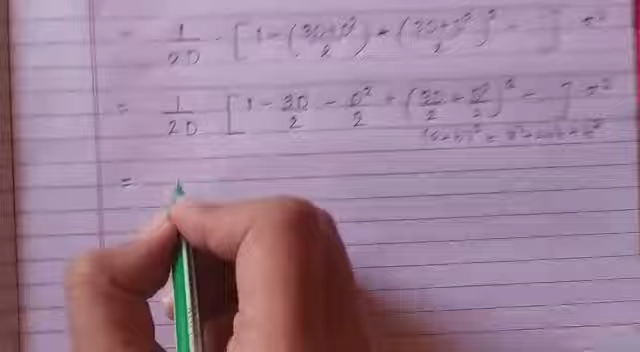 = 1/2D · [1 - (3D+D²/2) + (3D+D²/2)² - ] x²
= 1/2D [1 - 3D/2 - D²/2 + (3D/2 + D²/2)² - ] x²
(a+b)² = a²+2ab+b²
=